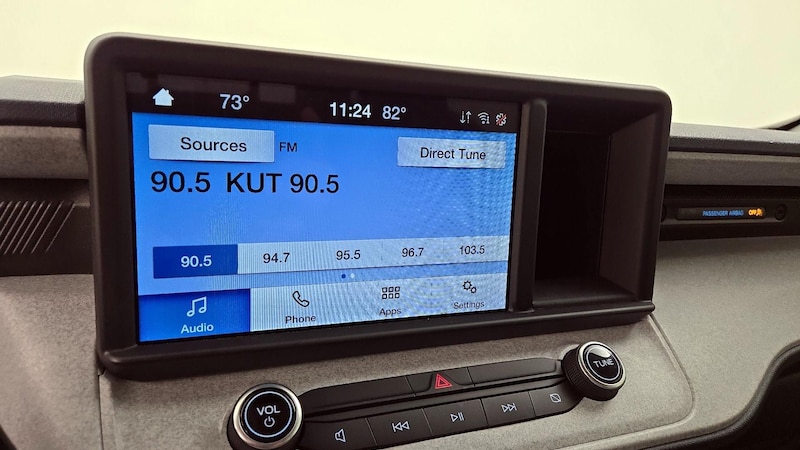 73° 11:24 82°
Sources FM Direct Tune
90.5 KUT 90.5
90.5 94.7 95.5 96.7 103.5
Audio Phone Apps Settings
PASSENGER AIRBAG OFF
VOL TUNE